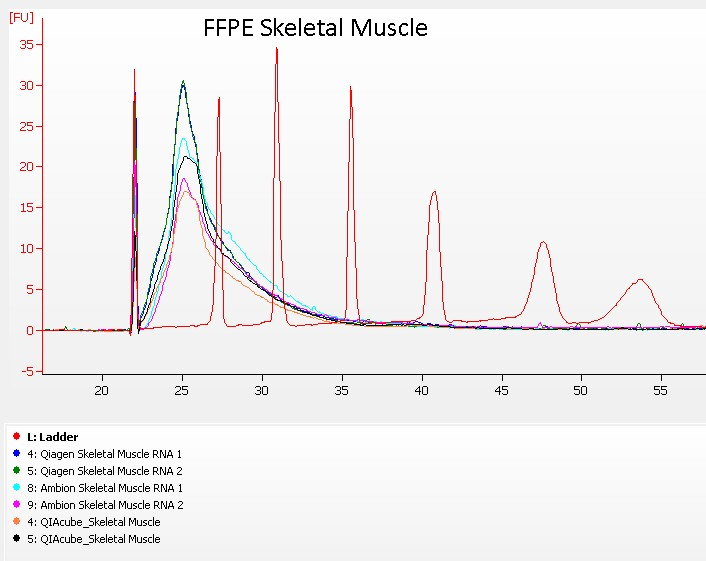 [FU]
FFPE Skeletal Muscle
35
30
25
20
15
10
5
0
-5
20 25 30 35 40 45 50 55
L: Ladder
4: Qiagen Skeletal Muscle RNA 1
5: Qiagen Skeletal Muscle RNA 2
8: Ambion Skeletal Muscle RNA 1
9: Ambion Skeletal Muscle RNA 2
4: QIAcube_Skeletal Muscle
5: QIAcube_Skeletal Muscle